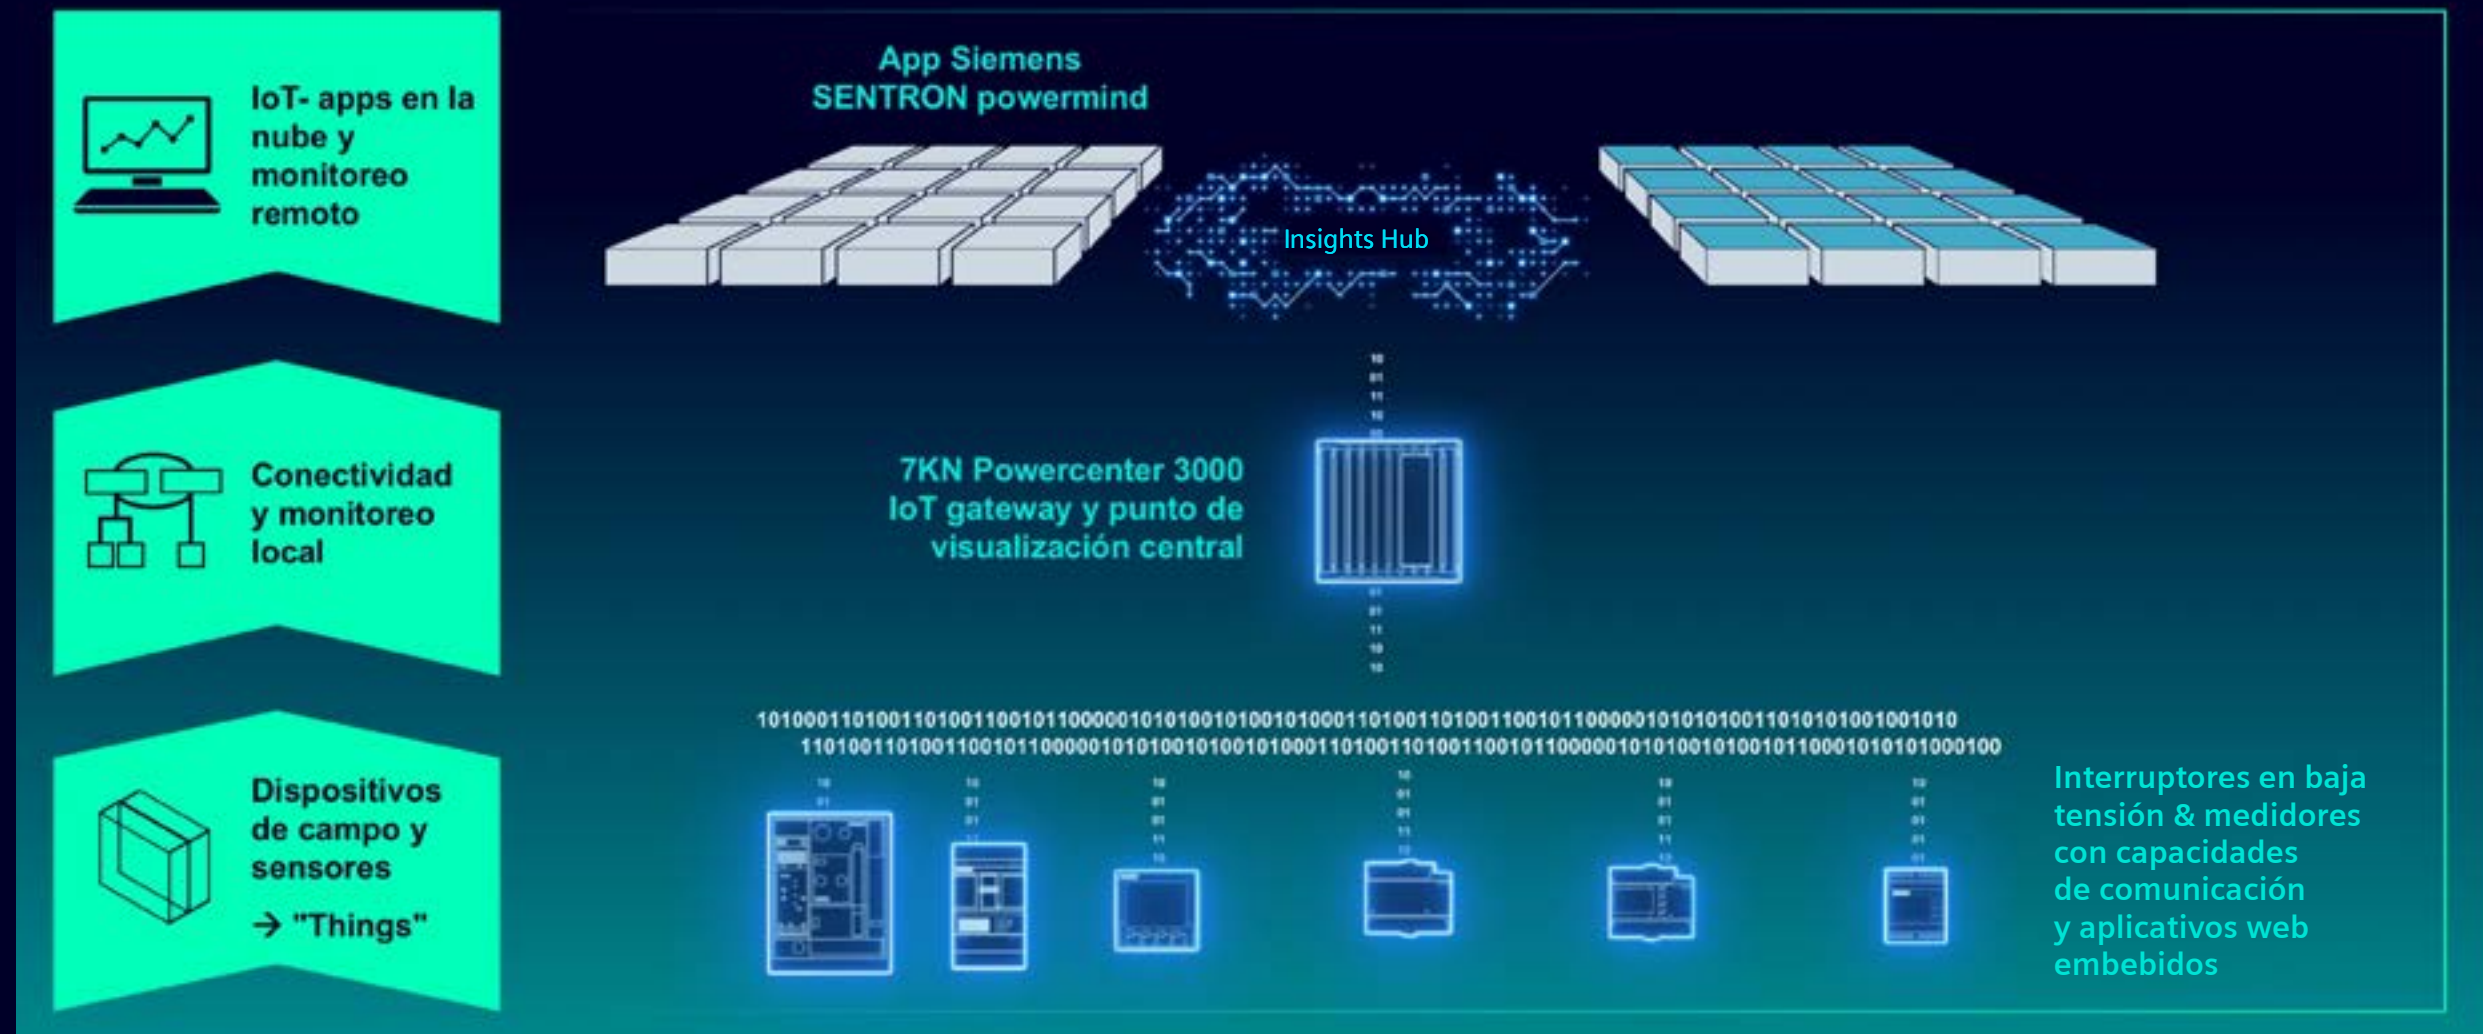 IoT- apps en la
nube y
monitoreo
remoto
App Siemens
SENTRON powermind
Insights Hub
Conectividad
y monitoreo
local
7KN Powercenter 3000
IoT gateway y punto de
visualización central
Dispositivos
de campo y
sensores
→ "Things"
Interruptores en baja
tensión & medidores
con capacidades
de comunicación
y aplicativos web
embebidos